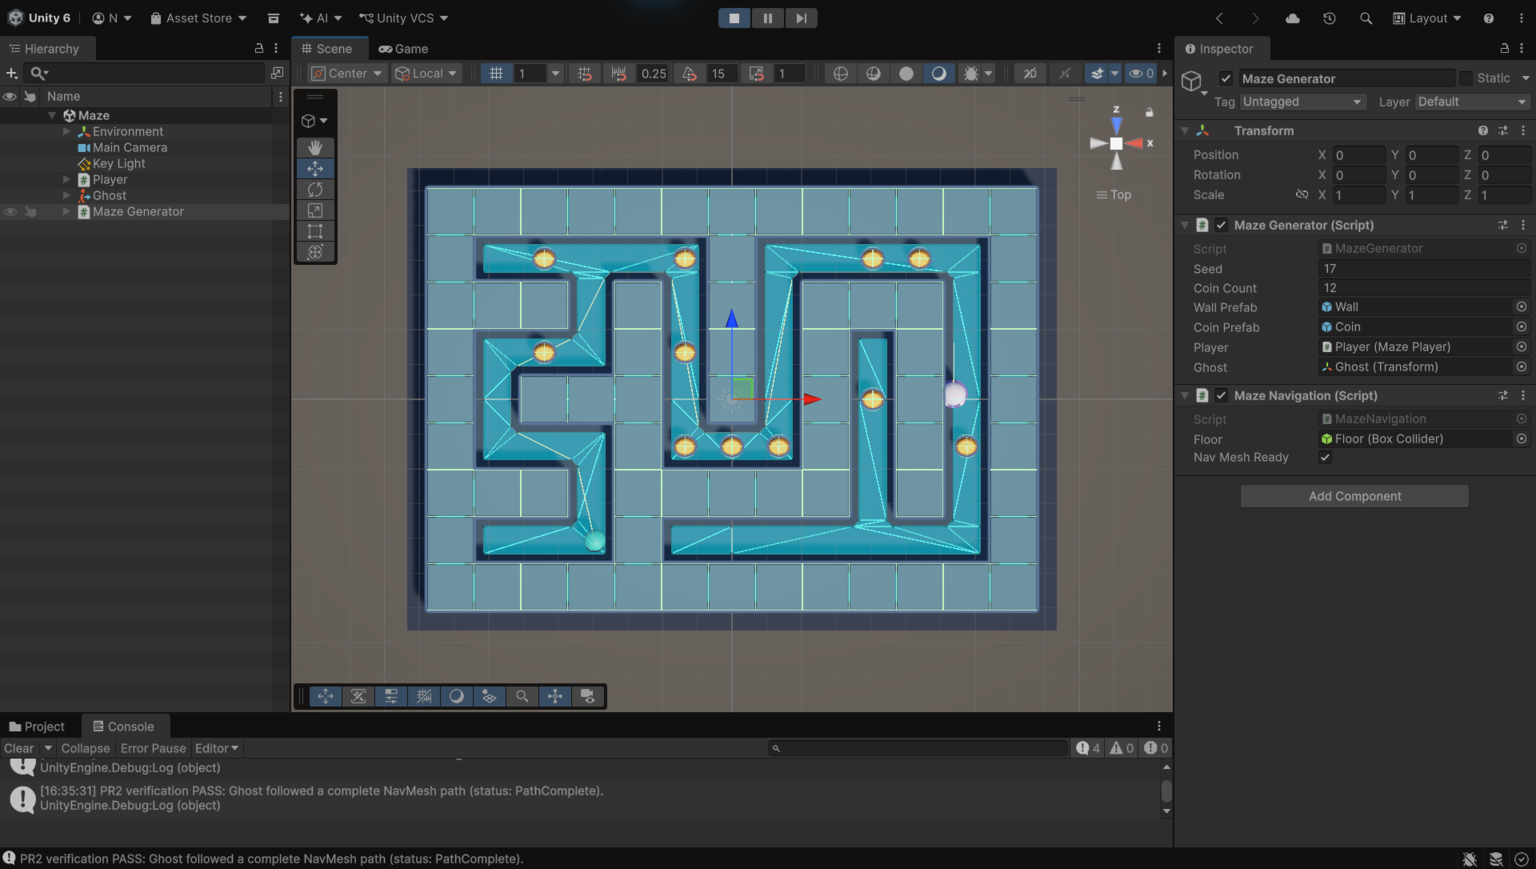 Unity 6
N
Asset Store
AI
Unity VCS
Layout
Hierarchy
Scene
Game
Inspector
Center
Local
1
0.25
15
1
2D
0
Name
Maze
Environment
Main Camera
Key Light
Player
Ghost
Maze Generator
z
x
Top
Maze Generator
Static
Tag Untagged
Layer Default
Transform
Position X 0 Y 0 Z 0
Rotation X 0 Y 0 Z 0
Scale X 1 Y 1 Z 1
Maze Generator (Script)
Script MazeGenerator
Seed 17
Coin Count 12
Wall Prefab Wall
Coin Prefab Coin
Player Player (Maze Player)
Ghost Ghost (Transform)
Maze Navigation (Script)
Script MazeNavigation
Floor Floor (Box Collider)
Nav Mesh Ready
Add Component
Project
Console
Clear
Collapse
Error Pause
Editor
4
0
0
UnityEngine.Debug:Log (object)
[16:35:31] PR2 verification PASS: Ghost followed a complete NavMesh path (status: PathComplete).
UnityEngine.Debug:Log (object)
PR2 verification PASS: Ghost followed a complete NavMesh path (status: PathComplete).